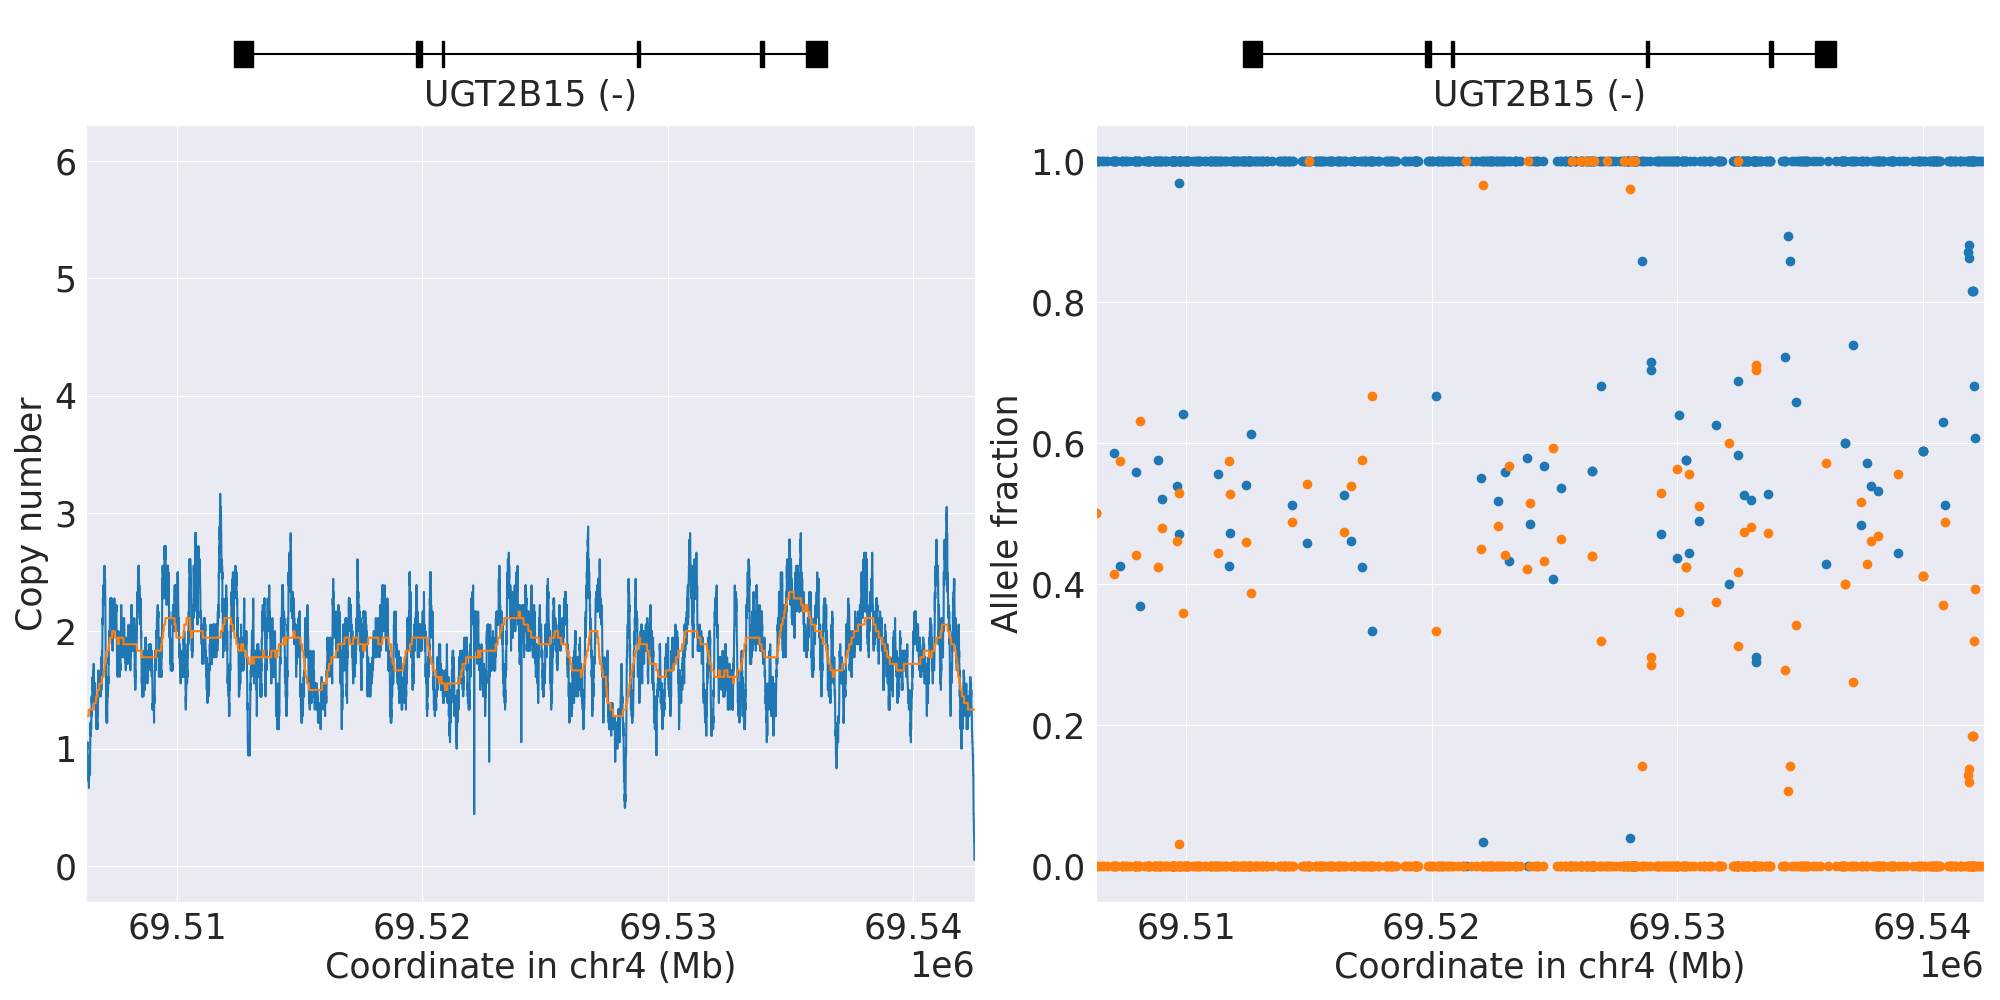 UGT2B15 (-)
6
5
4
3
2
1
0
Copy number
69.51 69.52 69.53 69.54
Coordinate in chr4 (Mb)
1e6
UGT2B15 (-)
1.0
0.8
0.6
0.4
0.2
0.0
Allele fraction
69.51 69.52 69.53 69.54
Coordinate in chr4 (Mb)
1e6